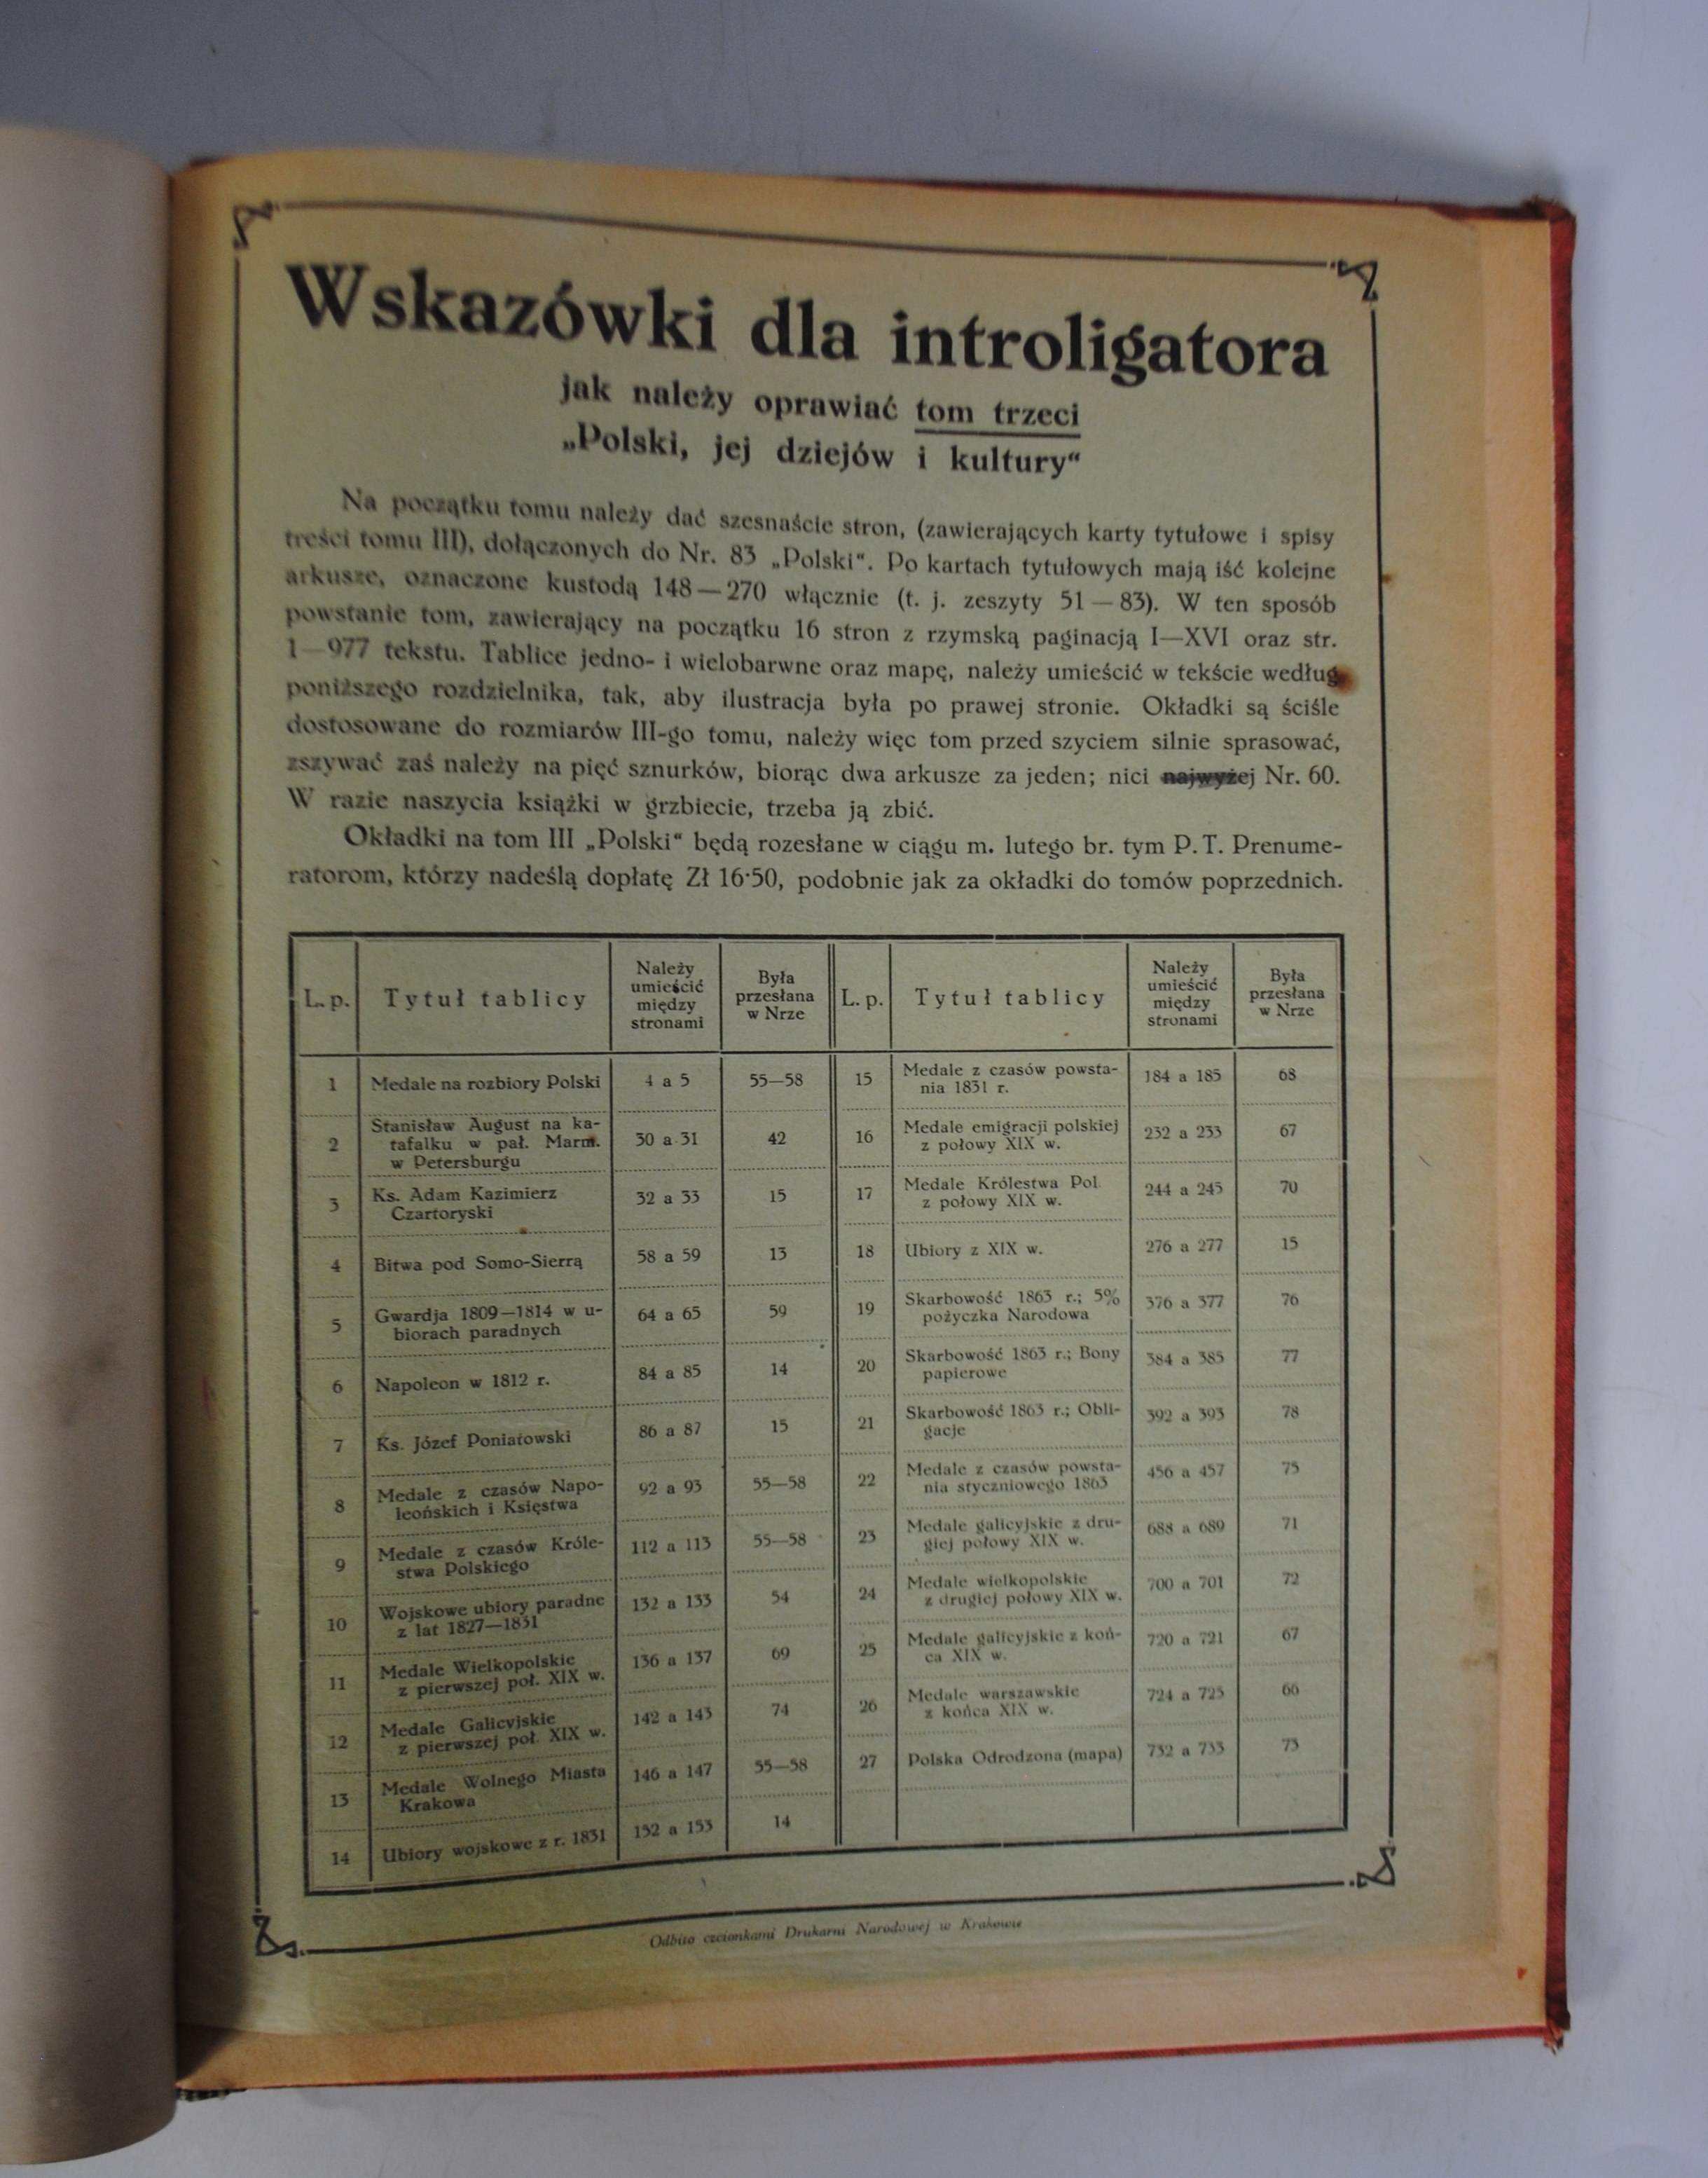 Wskazówki dla introligatora
jak należy oprawiać tom trzeci
„Polski, jej dziejów i kultury“
Na początku tomu należy dać szesnaście stron, (zawierających karty tytułowe i spisy
treści tomu III), dołączonych do Nr. 83 „Polski“. Po kartach tytułowych mają iść kolejne
arkusze, oznaczone kustodą 148—270 włącznie (t. j. zeszyty 51—83). W ten sposób
powstanie tom, zawierający na początku 16 stron z rzymską paginacją I—XVI oraz str.
1—977 tekstu. Tablice jedno- i wielobarwne oraz mapę, należy umieścić w tekście według
poniższego rozdzielnika, tak, aby ilustracja była po prawej stronie. Okładki są ściśle
dostosowane do rozmiarów III-go tomu, należy więc tom przed szyciem silnie sprasować,
zszywać zaś należy na pięć sznurków, biorąc dwa arkusze za jeden; nici najwyżej Nr. 60.
W razie naszycia książki w grzbiecie, trzeba ją zbić.
Okładki na tom III „Polski“ będą rozesłane w ciągu m. lutego br. tym P. T. Prenume-
ratorom, którzy nadeślą dopłatę Zł 16·50, podobnie jak za okładki do tomów poprzednich.
L. p. Tytuł tablicy Należy umieścić między stronami Była przesłana w Nrze
1 Medale na rozbiory Polski 4 a 5 55—58
2 Stanisław August na ka-
tafalku w pał. Marm.
w Petersburgu 30 a 31 42
3 Ks. Adam Kazimierz
Czartoryski 32 a 33 15
4 Bitwa pod Somo-Sierrą 58 a 59 13
5 Gwardja 1809—1814 w u-
biorach paradnych 64 a 65 59
6 Napoleon w 1812 r. 84 a 85 14
7 Ks. Józef Poniatowski 86 a 87 15
8 Medale z czasów Napo-
leońskich i Księstwa 92 a 93 55—58
9 Medale z czasów Króle-
stwa Polskiego 112 a 113 55—58
10 Wojskowe ubiory paradne
z lat 1827—1831 132 a 133 54
11 Medale Wielkopolskie
z pierwszej poł. XIX w. 136 a 137 69
12 Medale Galicyjskie
z pierwszej poł. XIX w. 142 a 143 74
13 Medale Wolnego Miasta
Krakowa 146 a 147 55—58
14 Ubiory wojskowe z r. 1831 152 a 153 14
L. p. Tytuł tablicy Należy umieścić między stronami Była przesłana w Nrze
15 Medale z czasów powsta-
nia 1831 r. 184 a 185 68
16 Medale emigracji polskiej
z połowy XIX w. 232 a 233 67
17 Medale Królestwa Pol.
z połowy XIX w. 244 a 245 70
18 Ubiory z XIX w. 276 a 277 15
19 Skarbowość 1863 r.; 5%
pożyczka Narodowa 376 a 377 76
20 Skarbowość 1863 r.; Bony
papierowe 384 a 385 77
21 Skarbowość 1863 r.; Obli-
gacje 392 a 393 78
22 Medale z czasów powsta-
nia styczniowego 1863 456 a 457 75
23 Medale galicyjskie z dru-
giej połowy XIX w. 688 a 689 71
24 Medale wielkopolskie
z drugiej połowy XIX w. 700 a 701 72
25 Medale galicyjskie z koń-
ca XIX w. 720 a 721 67
26 Medale warszawskie
z końca XIX w. 724 a 725 66
27 Polska Odrodzona (mapa) 732 a 733 73
Odbito czcionkami Drukarni Narodowej w Krakowie